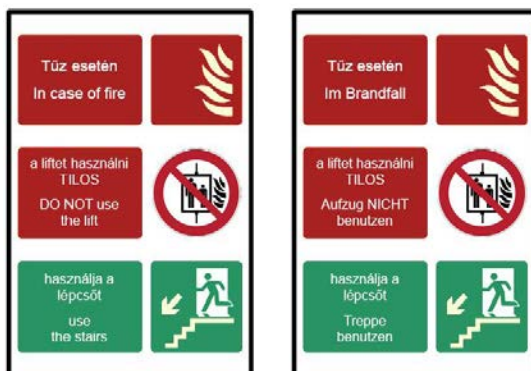 Tűz esetén
In case of fire
a liftet használni
TILOS
DO NOT use
the lift
használja a
lépcsőt
use
the stairs
Tűz esetén
Im Brandfall
a liftet használni
TILOS
Aufzug NICHT
benutzen
használja a
lépcsőt
Treppe
benutzen